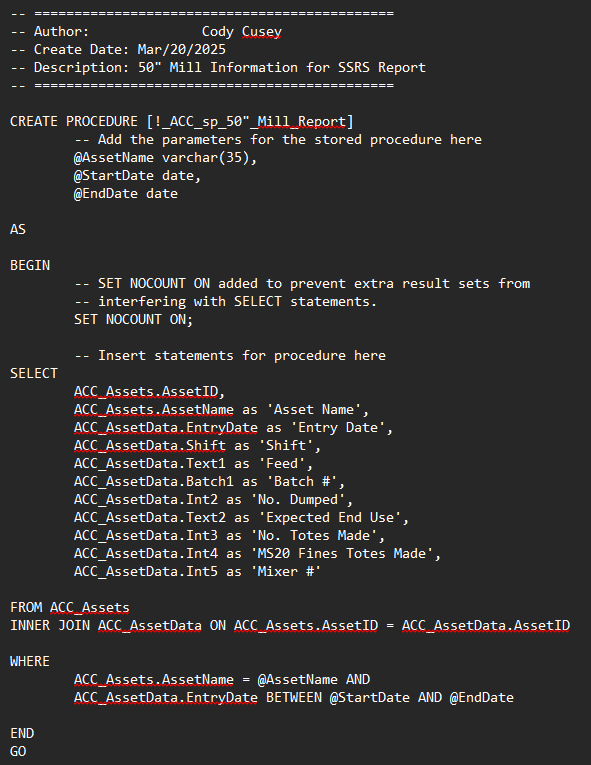 -- =============================================
-- Author: Cody Cusey
-- Create Date: Mar/20/2025
-- Description: 50" Mill Information for SSRS Report
-- =============================================
CREATE PROCEDURE [!_ACC_sp_50"_Mill_Report]
-- Add the parameters for the stored procedure here
@AssetName varchar(35),
@StartDate date,
@EndDate date
AS
BEGIN
-- SET NOCOUNT ON added to prevent extra result sets from
-- interfering with SELECT statements.
SET NOCOUNT ON;
-- Insert statements for procedure here
SELECT
ACC_Assets.AssetID,
ACC_Assets.AssetName as 'Asset Name',
ACC_AssetData.EntryDate as 'Entry Date',
ACC_AssetData.Shift as 'Shift',
ACC_AssetData.Text1 as 'Feed',
ACC_AssetData.Batch1 as 'Batch #',
ACC_AssetData.Int2 as 'No. Dumped',
ACC_AssetData.Text2 as 'Expected End Use',
ACC_AssetData.Int3 as 'No. Totes Made',
ACC_AssetData.Int4 as 'MS20 Fines Totes Made',
ACC_AssetData.Int5 as 'Mixer #'
FROM ACC_Assets
INNER JOIN ACC_AssetData ON ACC_Assets.AssetID = ACC_AssetData.AssetID
WHERE
ACC_Assets.AssetName = @AssetName AND
ACC_AssetData.EntryDate BETWEEN @StartDate AND @EndDate
END
GO